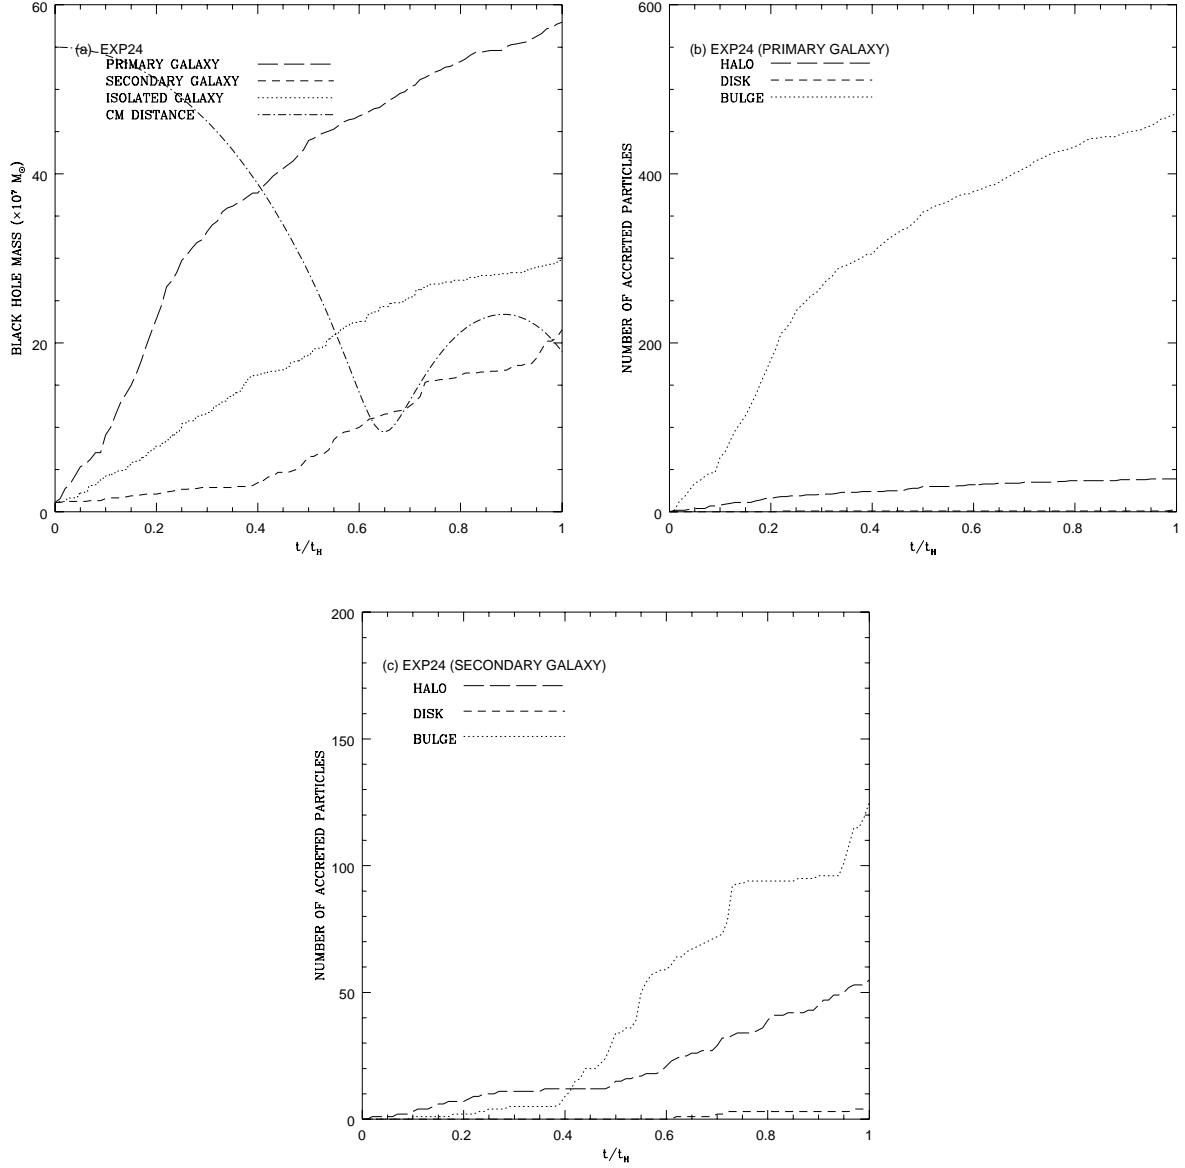 60
40
20
0
BLACK HOLE MASS (×10⁷ M⊙)
(a) EXP24
PRIMARY GALAXY
SECONDARY GALAXY
ISOLATED GALAXY
CM DISTANCE
0 0.2 0.4 0.6 0.8 1
t/t_H
600
400
200
0
NUMBER OF ACCRETED PARTICLES
(b) EXP24 (PRIMARY GALAXY)
HALO
DISK
BULGE
0 0.2 0.4 0.6 0.8 1
t/t_H
200
150
100
50
0
NUMBER OF ACCRETED PARTICLES
(c) EXP24 (SECONDARY GALAXY)
HALO
DISK
BULGE
0 0.2 0.4 0.6 0.8 1
t/t_H